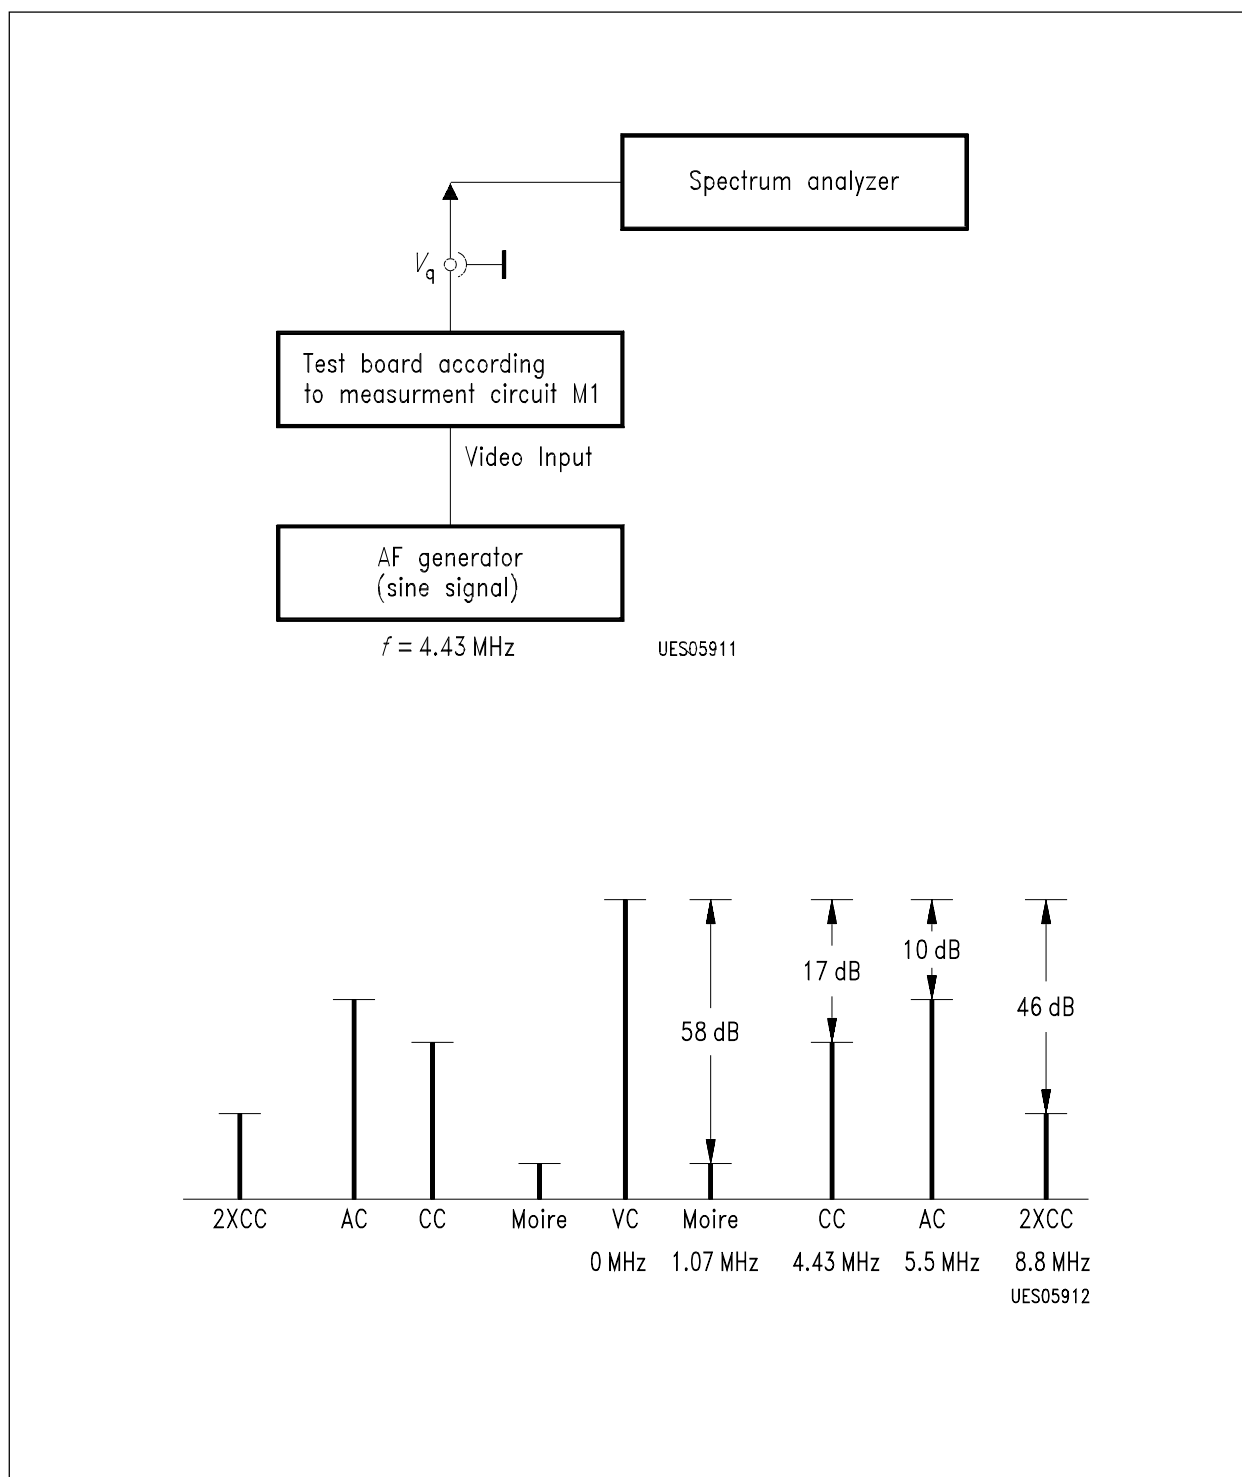 Spectrum analyzer
Vq
Test board according
to measurment circuit M1
Video Input
AF generator
(sine signal)
f = 4.43 MHz
UES05911
58 dB
17 dB
10 dB
46 dB
2XCC AC CC Moire VC Moire CC AC 2XCC
0 MHz 1.07 MHz 4.43 MHz 5.5 MHz 8.8 MHz
UES05912